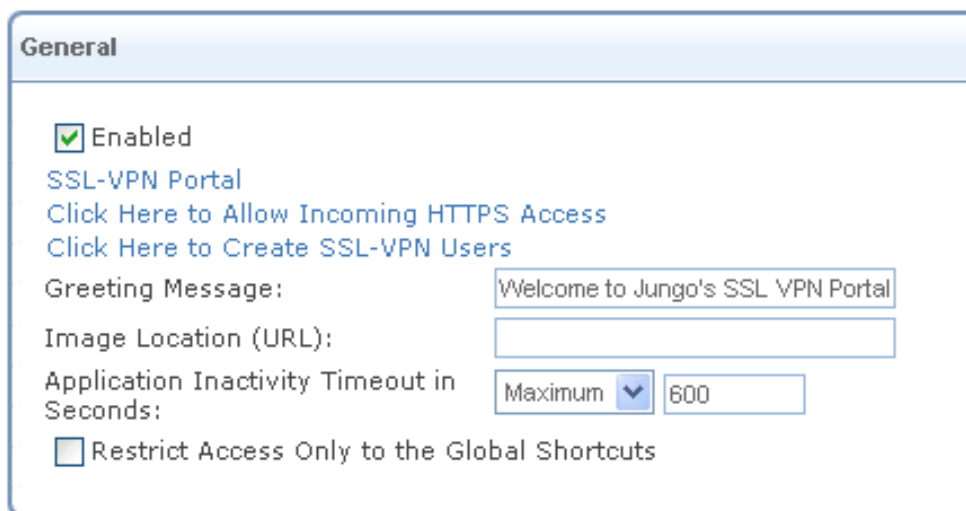 General
Enabled
SSL-VPN Portal
Click Here to Allow Incoming HTTPS Access
Click Here to Create SSL-VPN Users
Greeting Message: Welcome to Jungo's SSL VPN Portal
Image Location (URL):
Application Inactivity Timeout in
Seconds: Maximum 600
Restrict Access Only to the Global Shortcuts